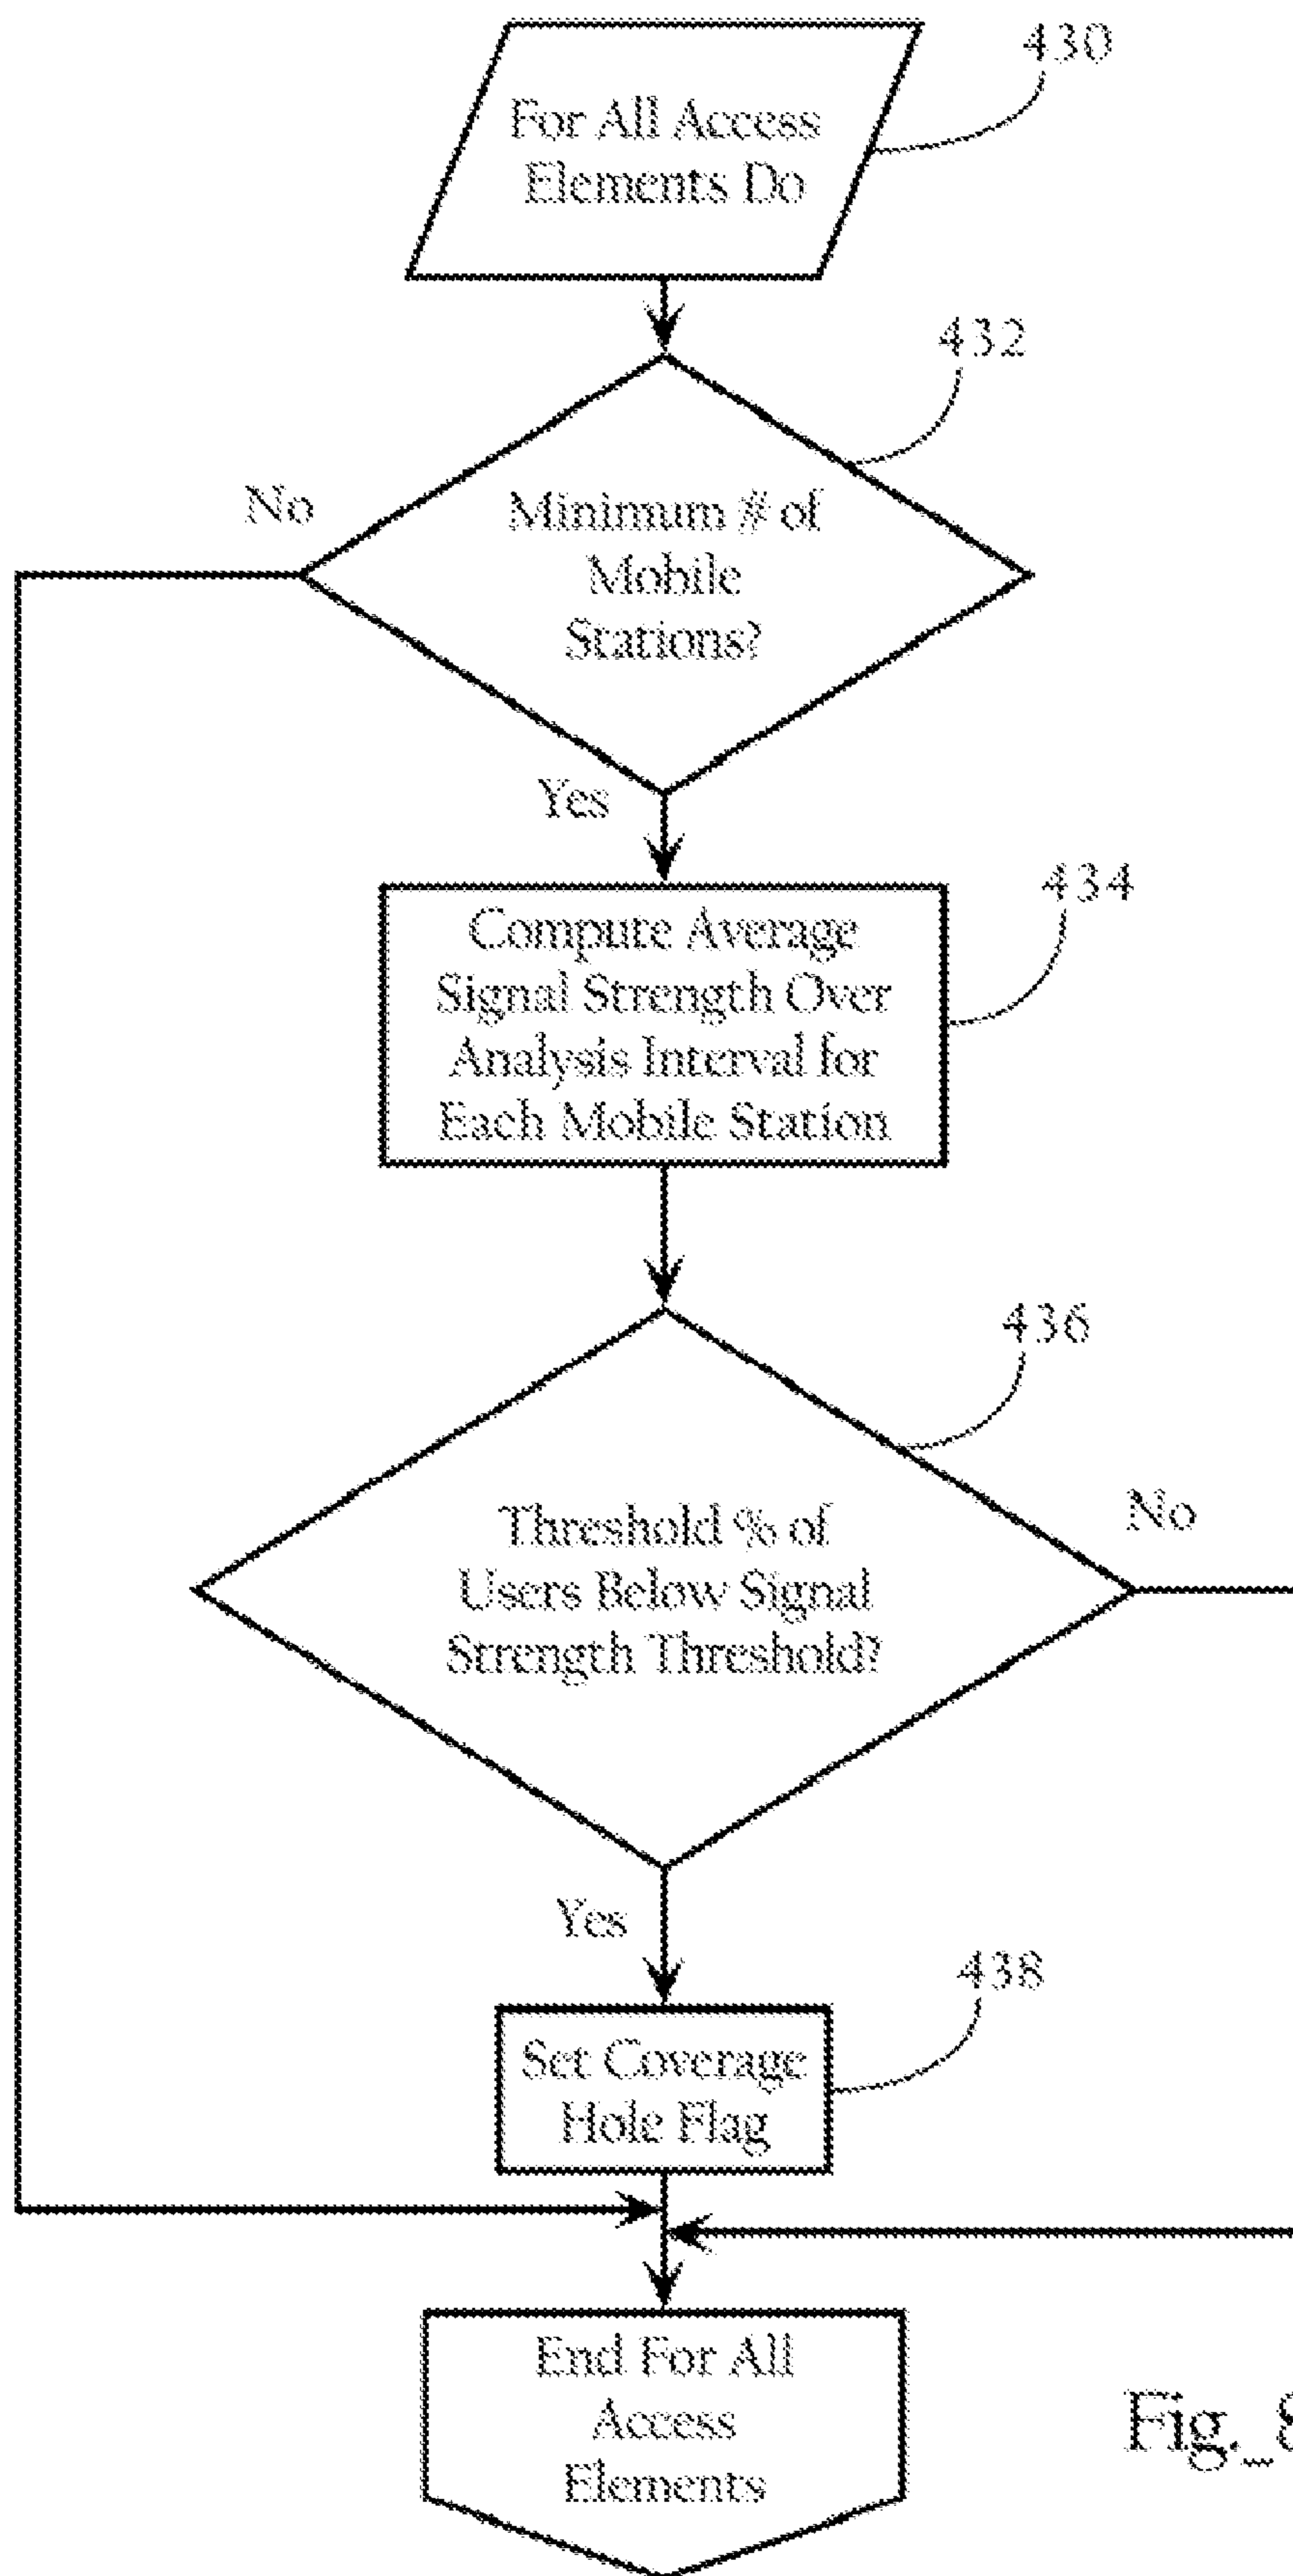 430
For All Access
Elements Do
432
No
Minimum # of
Mobile
Stations?
Yes
434
Compute Average
Signal Strength Over
Analysis Interval for
Each Mobile Station
436
No
Threshold % of
Users Below Signal
Strength Threshold?
Yes
438
Set Coverage
Hole Flag
End For All
Access
Elements
Fig._8